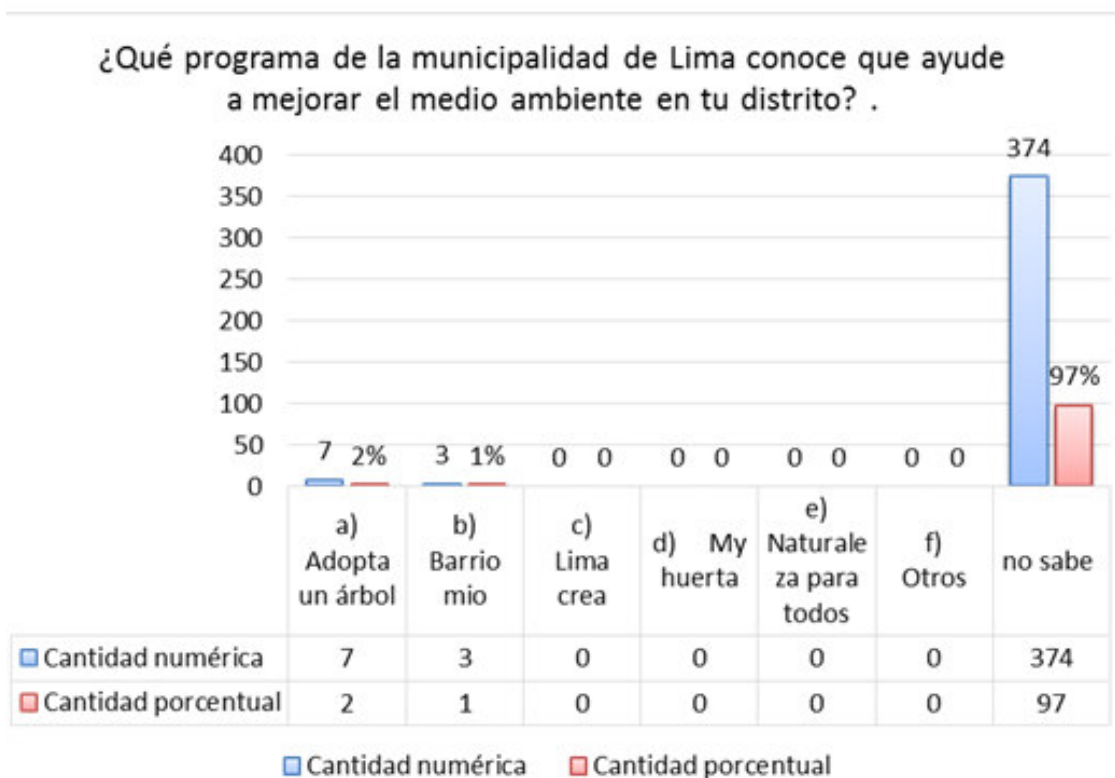 ¿Qué programa de la municipalidad de Lima conoce que ayude
a mejorar el medio ambiente en tu distrito? .
400
350
300
250
200
150
100
50
0
7 2% 3 1% 0 0 0 0 0 0 0 0 374 97%
a)
Adopta
un árbol
b)
Barrio
mio
c)
Lima
crea
d) My
huerta
e)
Naturale
za para
todos
f)
Otros
no sabe
Cantidad numérica 7 3 0 0 0 0 374
Cantidad porcentual 2 1 0 0 0 0 97
Cantidad numérica Cantidad porcentual